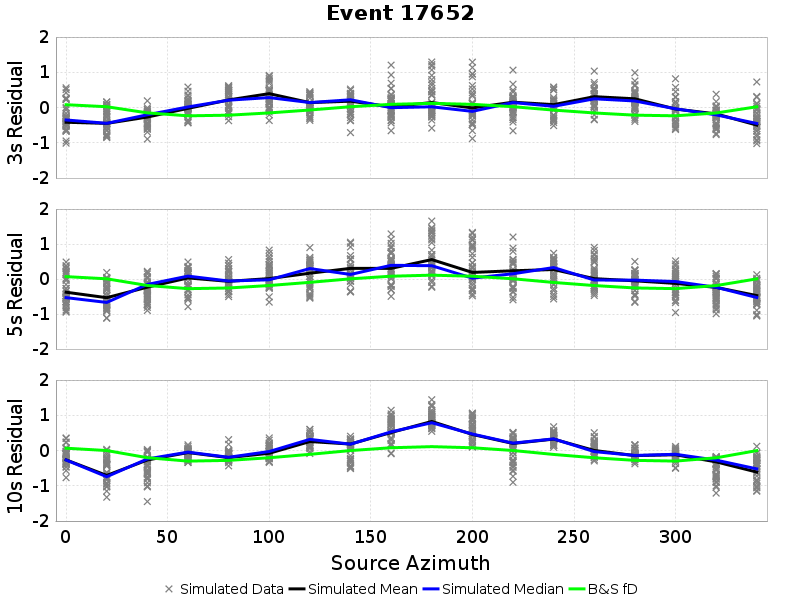 Event 17652
3s Residual
2
1
0
-1
-2
5s Residual
2
1
0
-1
-2
10s Residual
2
1
0
-1
-2
0 50 100 150 200 250 300
Source Azimuth
Simulated Data Simulated Mean Simulated Median B&S fD